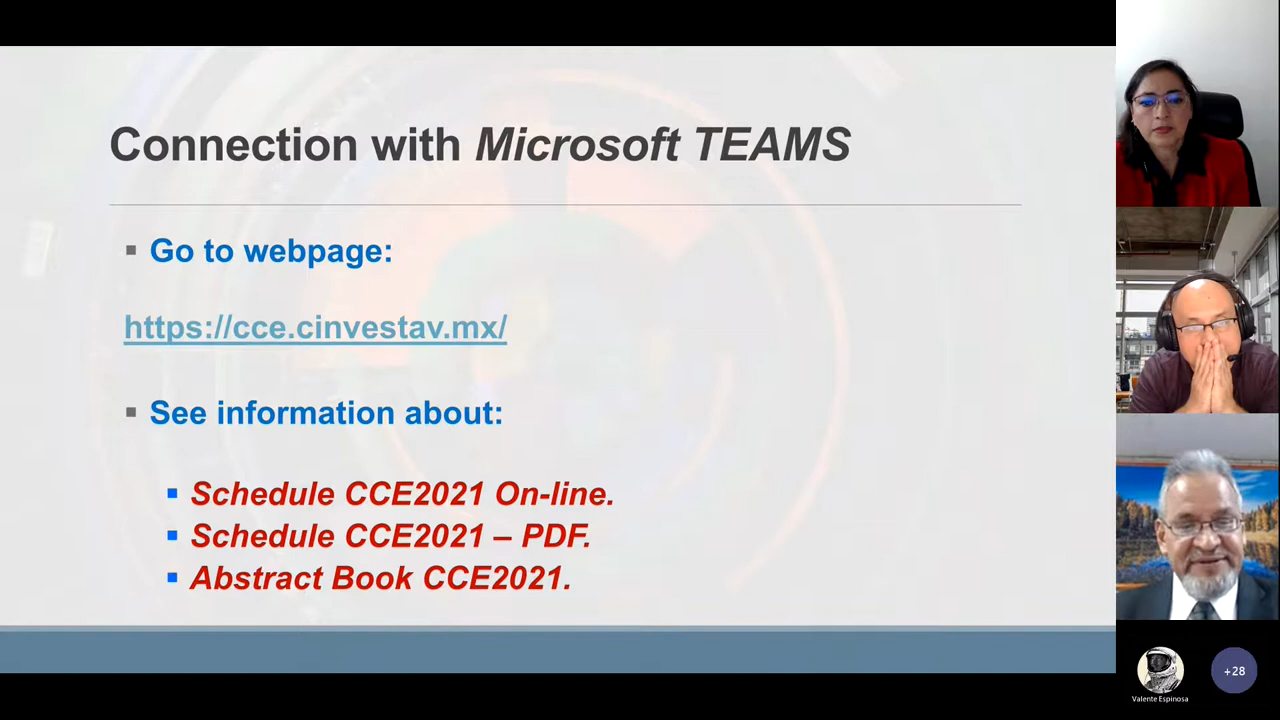 Connection with Microsoft TEAMS
Go to webpage:
https://cce.cinvestav.mx/
See information about:
Schedule CCE2021 On-line.
Schedule CCE2021 – PDF.
Abstract Book CCE2021.
Valente Espinosa
+28